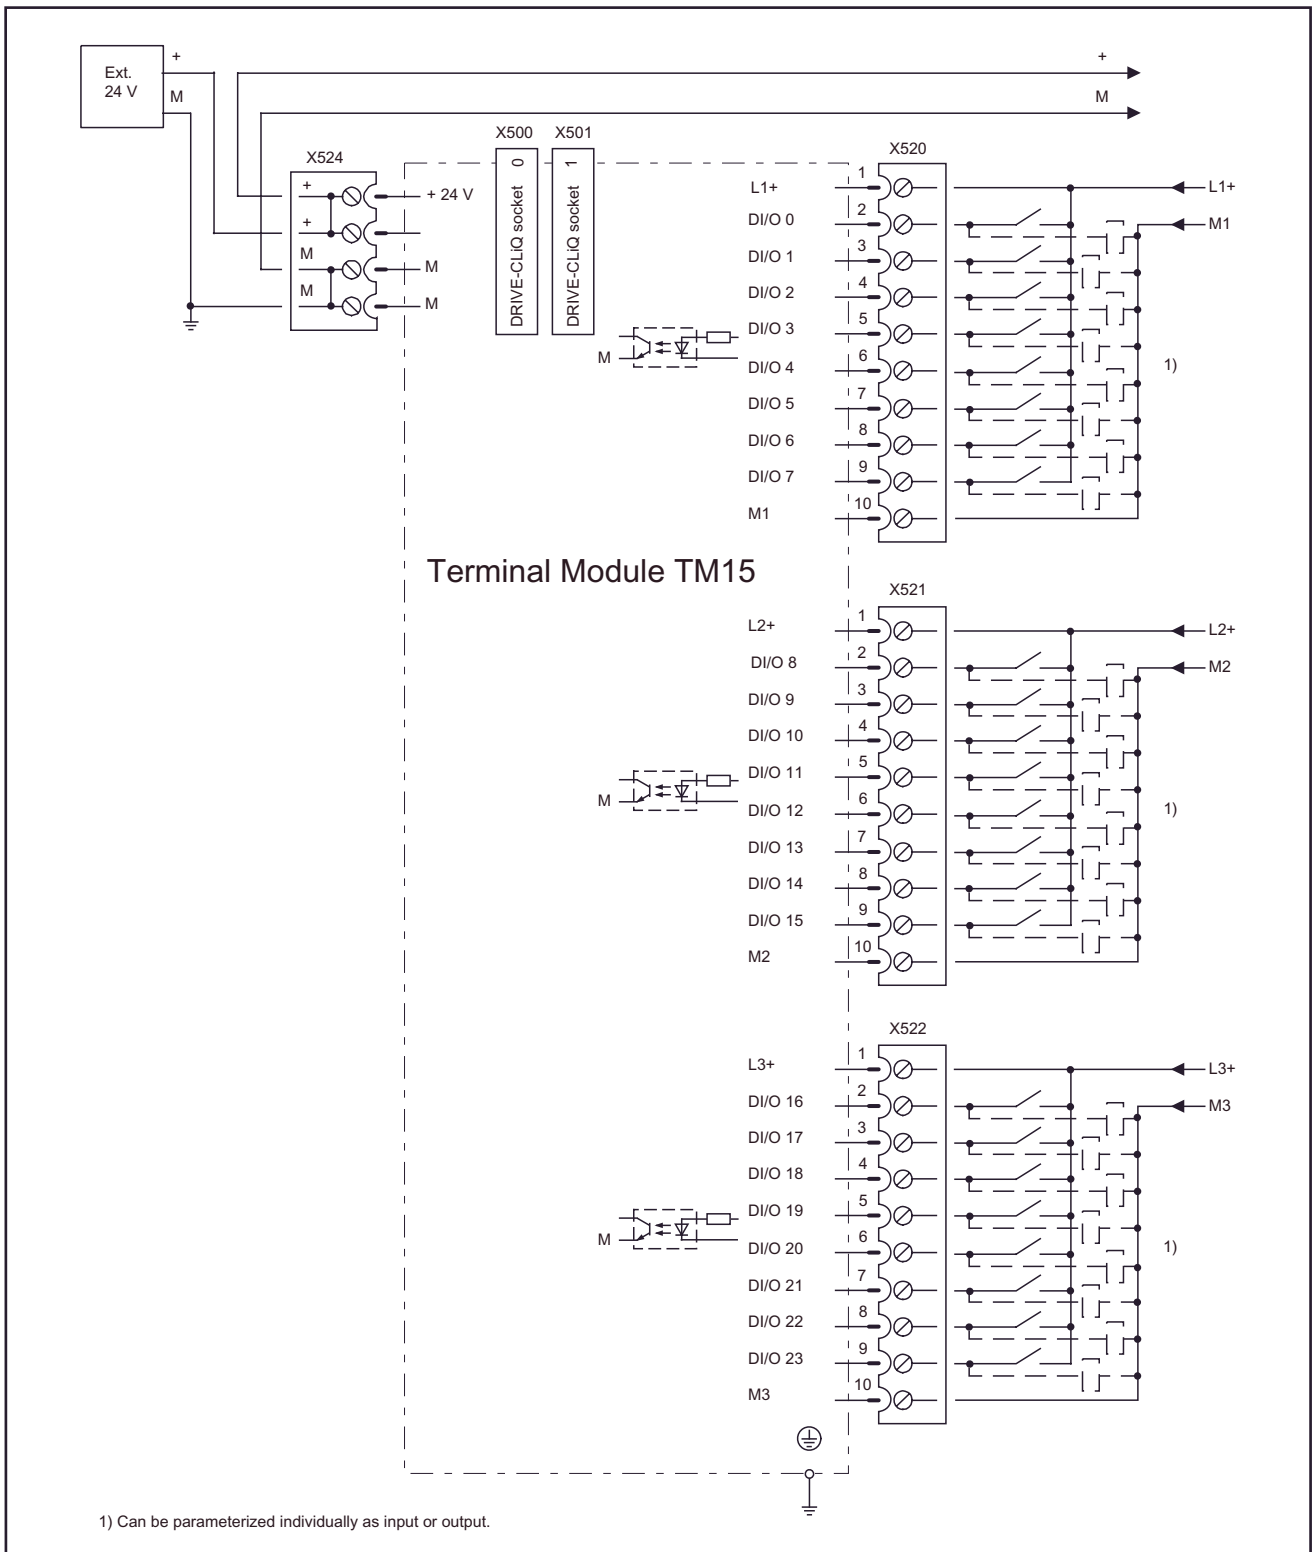 Ext.
24 V
+
M
+
M
X524
+
+
M
M
+ 24 V
M
M
X500
X501
DRIVE-CLiQ socket 0
DRIVE-CLiQ socket 1
X520
L1+ 1
DI/O 0 2
DI/O 1 3
DI/O 2 4
DI/O 3 5
DI/O 4 6
DI/O 5 7
DI/O 6 8
DI/O 7 9
M1 10
M
L1+
M1
1)
Terminal Module TM15
X521
L2+ 1
DI/O 8 2
DI/O 9 3
DI/O 10 4
DI/O 11 5
DI/O 12 6
DI/O 13 7
DI/O 14 8
DI/O 15 9
M2 10
M
L2+
M2
1)
X522
L3+ 1
DI/O 16 2
DI/O 17 3
DI/O 18 4
DI/O 19 5
DI/O 20 6
DI/O 21 7
DI/O 22 8
DI/O 23 9
M3 10
M
L3+
M3
1)
1) Can be parameterized individually as input or output.